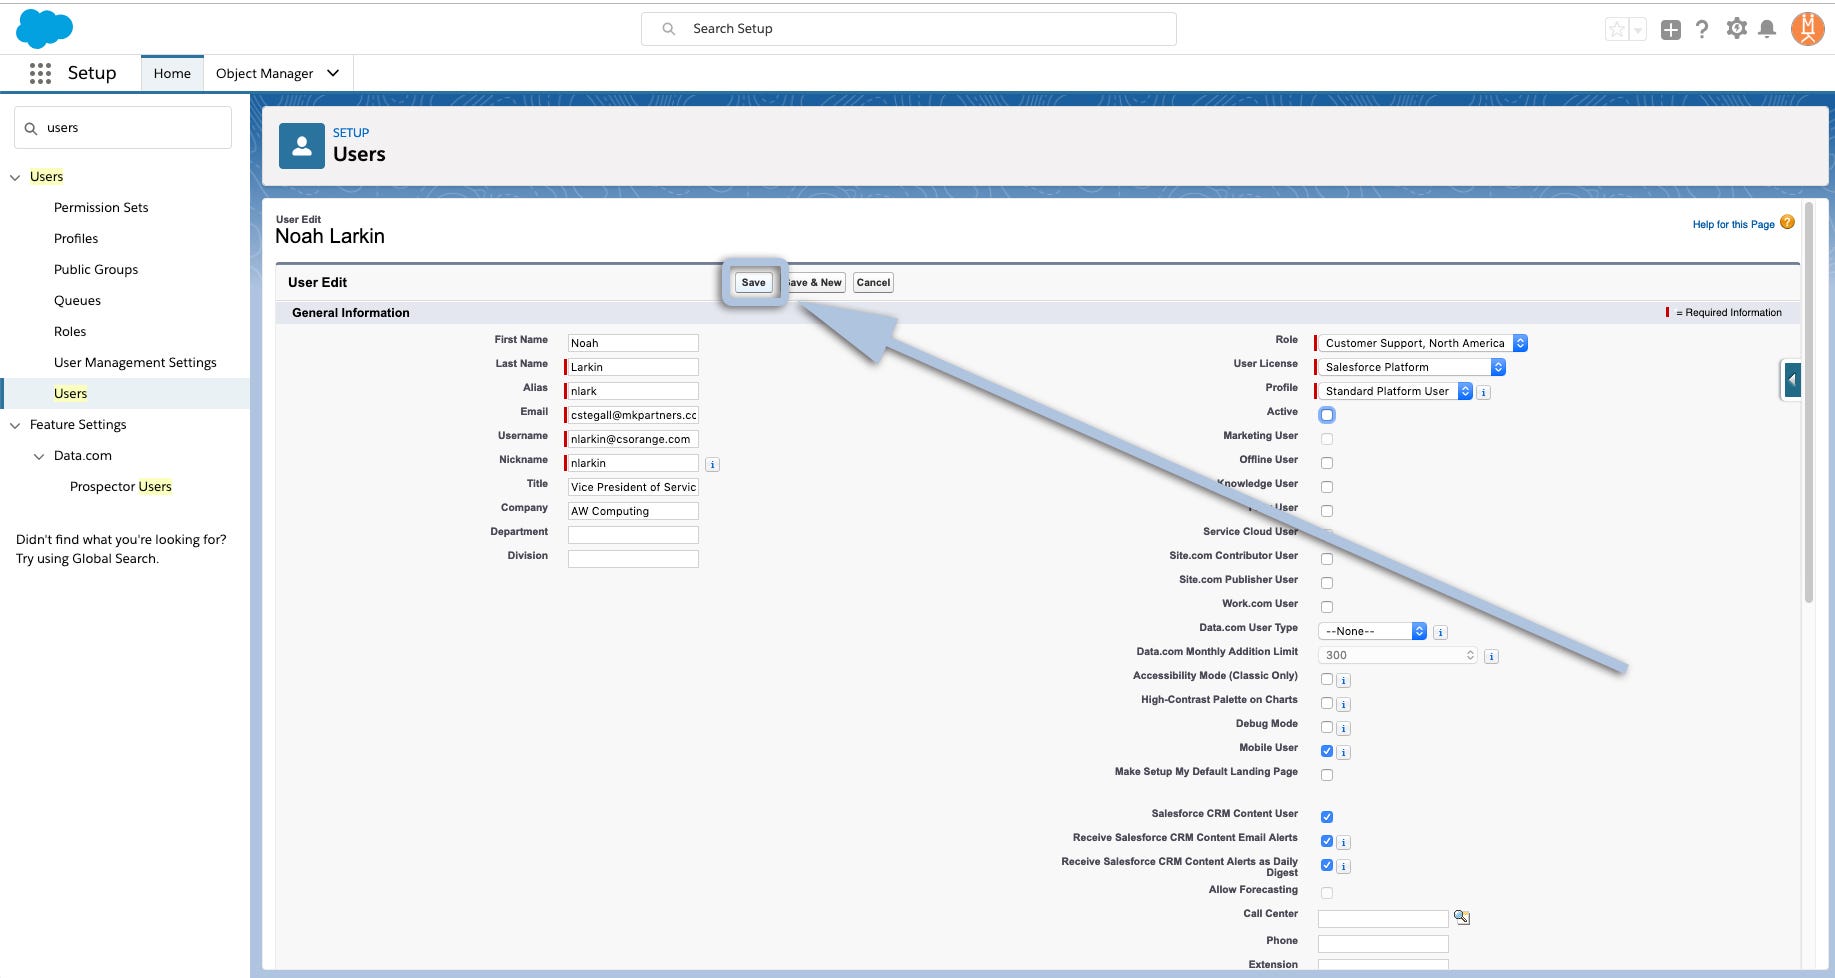 Search Setup
Setup
Home
Object Manager
users
Users
Permission Sets
Profiles
Public Groups
Queues
Roles
User Management Settings
Users
Feature Settings
Data.com
Prospector Users
Didn't find what you're looking for?
Try using Global Search.
SETUP
Users
User Edit
Noah Larkin
Help for this Page
User Edit
Save
ave & New
Cancel
General Information
= Required Information
First Name Noah
Last Name Larkin
Alias nlark
Email cstegall@mkpartners.cc
Username nlarkin@csorange.com
Nickname nlarkin
Title Vice President of Servic
Company AW Computing
Department
Division
Role Customer Support, North America
User License Salesforce Platform
Profile Standard Platform User
Active
Marketing User
Offline User
Knowledge User
User
Service Cloud User
Site.com Contributor User
Site.com Publisher User
Work.com User
Data.com User Type --None--
Data.com Monthly Addition Limit 300
Accessibility Mode (Classic Only)
High-Contrast Palette on Charts
Debug Mode
Mobile User
Make Setup My Default Landing Page
Salesforce CRM Content User
Receive Salesforce CRM Content Email Alerts
Receive Salesforce CRM Content Alerts as Daily
Digest
Allow Forecasting
Call Center
Phone
Extension